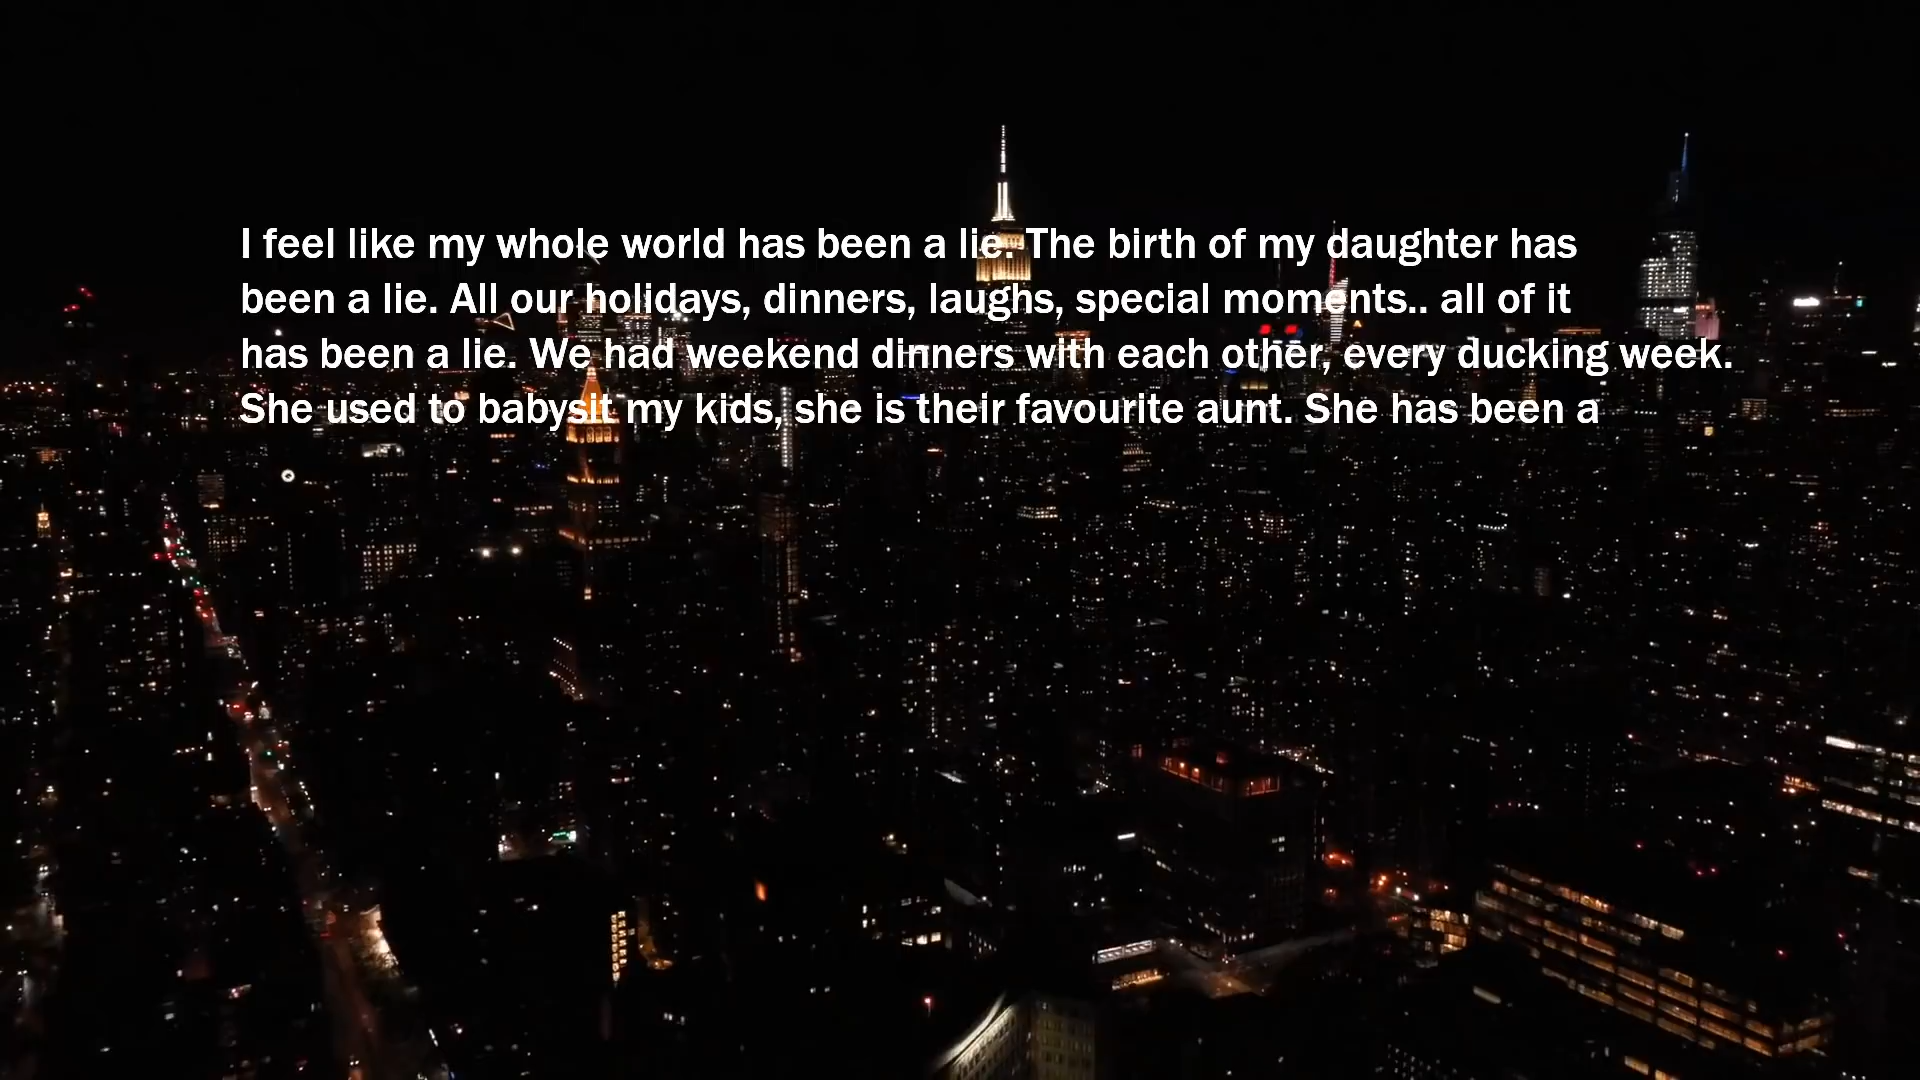 I feel like my whole world has been a lie. The birth of my daughter has
been a lie. All our holidays, dinners, laughs, special moments.. all of it
has been a lie. We had weekend dinners with each other, every ducking week.
She used to babysit my kids, she is their favourite aunt. She has been a